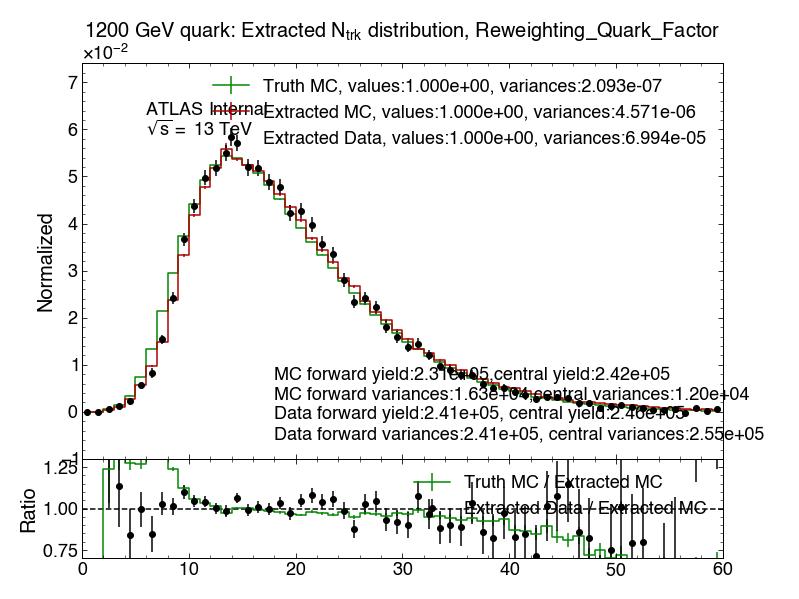 1200 GeV quark: Extracted Ntrk distribution, Reweighting_Quark_Factor
×10−2
Truth MC, values:1.000e+00, variances:2.093e-07
ATLAS Internal
Extracted MC, values:1.000e+00, variances:4.571e-06
√s = 13 TeV
Extracted Data, values:1.000e+00, variances:6.994e-05
Normalized
7
6
5
4
3
2
1
0
1
MC forward yield:2.31e+05,central yield:2.42e+05
MC forward variances:1.63e+04,central variances:1.20e+04
Data forward yield:2.41e+05, central yield:2.46e+05
Data forward variances:2.41e+05, central variances:2.55e+05
Ratio
1.25
1.00
0.75
Truth MC / Extracted MC
Extracted Data / Extracted MC
0 10 20 30 40 50 60